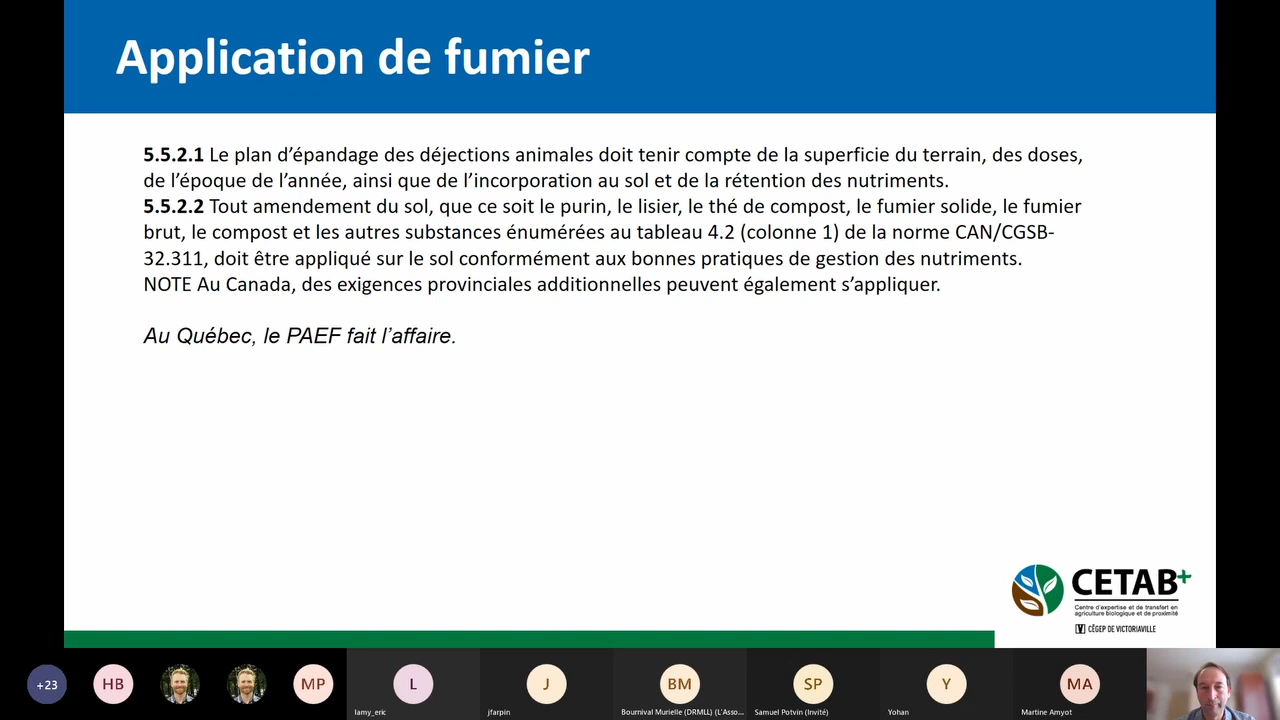 Application de fumier
5.5.2.1 Le plan d’épandage des déjections animales doit tenir compte de la superficie du terrain, des doses,
de l’époque de l’année, ainsi que de l’incorporation au sol et de la rétention des nutriments.
5.5.2.2 Tout amendement du sol, que ce soit le purin, le lisier, le thé de compost, le fumier solide, le fumier
brut, le compost et les autres substances énumérées au tableau 4.2 (colonne 1) de la norme CAN/CGSB-
32.311, doit être appliqué sur le sol conformément aux bonnes pratiques de gestion des nutriments.
NOTE Au Canada, des exigences provinciales additionnelles peuvent également s’appliquer.
Au Québec, le PAEF fait l’affaire.
CETAB+
Centre d'expertise et de transfert en
agriculture biologique et de proximité
CÉGEP DE VICTORIAVILLE
+23
HB
MP
L
J
BM
SP
Y
MA
lamy_eric
jfarpin
Bournival Murielle (DRMLL) (L'Asso...
Samuel Potvin (Invité)
Yohan
Martine Amyot